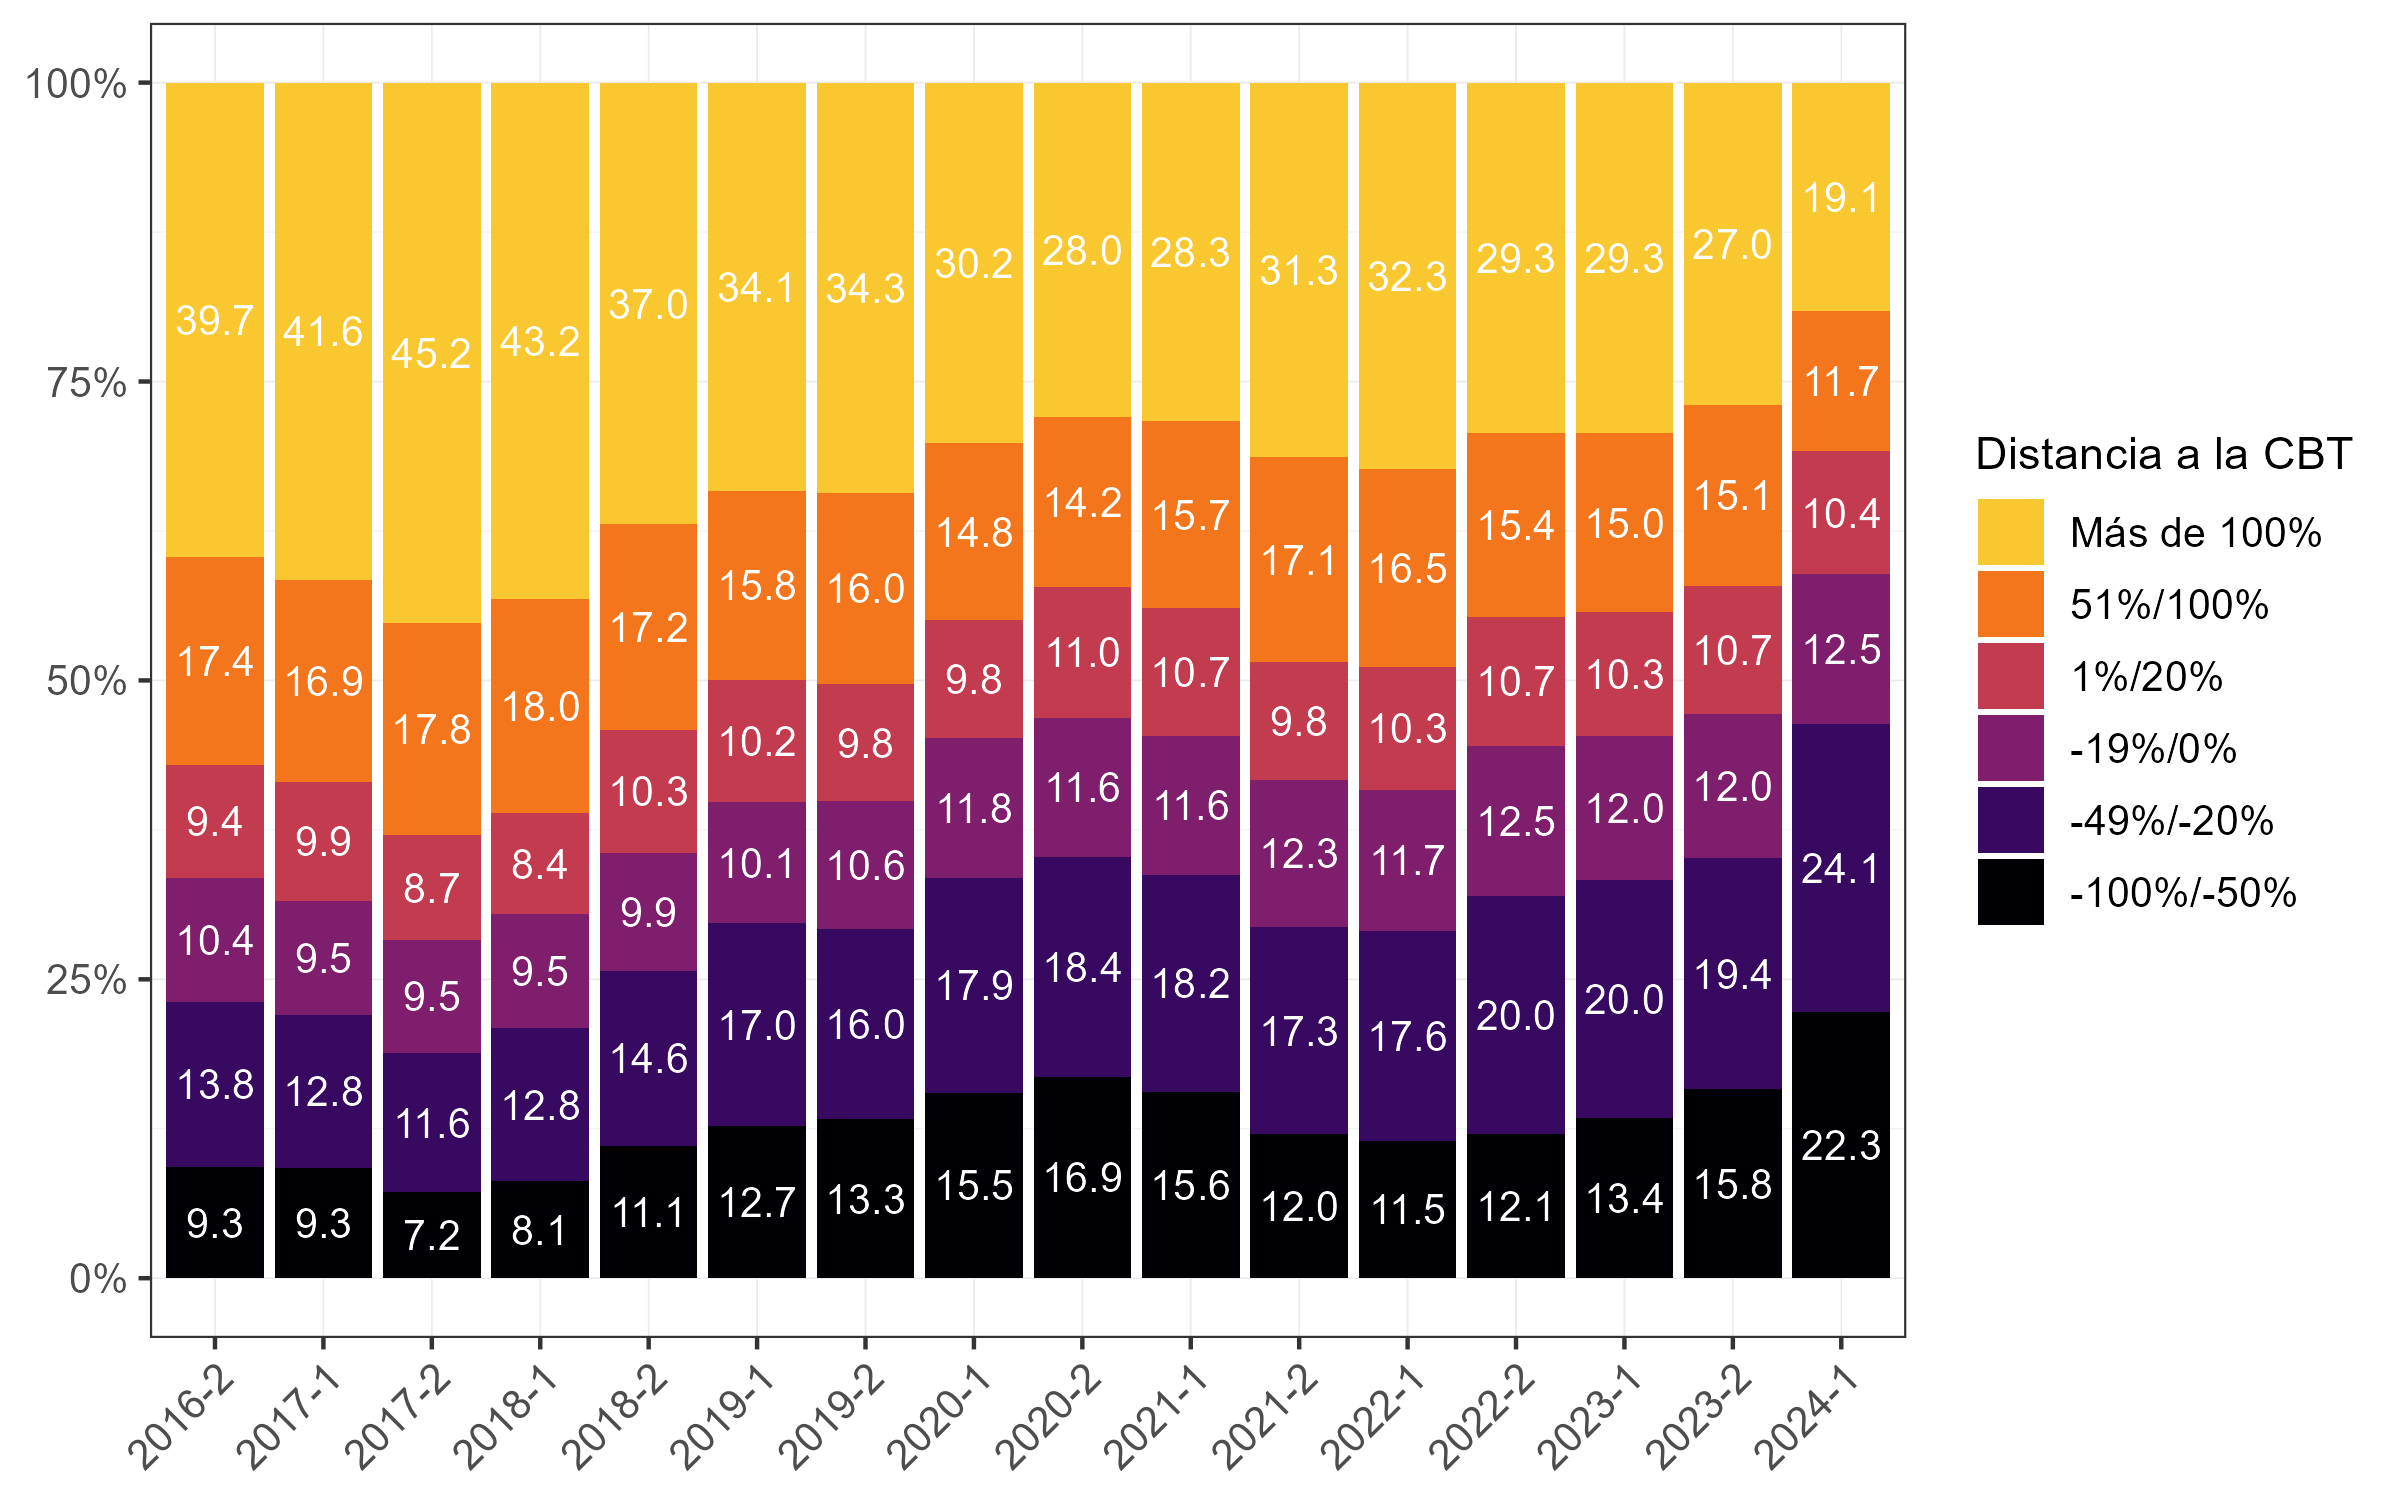 100%
75%
50%
25%
0%
39.7 41.6 45.2 43.2 37.0 34.1 34.3 30.2 28.0 28.3 31.3 32.3 29.3 29.3 27.0 19.1
17.4 16.9 17.8 18.0 17.2 15.8 16.0 14.8 14.2 15.7 17.1 16.5 15.4 15.0 15.1 11.7
9.4 9.9 8.7 8.4 10.3 10.2 9.8 9.8 11.0 10.7 9.8 10.3 10.7 10.3 10.7 10.4
10.4 9.5 9.5 9.5 9.9 10.1 10.6 11.8 11.6 11.6 12.3 11.7 12.5 12.0 12.0 12.5
13.8 12.8 11.6 12.8 14.6 17.0 16.0 17.9 18.4 18.2 17.3 17.6 20.0 20.0 19.4 24.1
9.3 9.3 7.2 8.1 11.1 12.7 13.3 15.5 16.9 15.6 12.0 11.5 12.1 13.4 15.8 22.3
2016-2 2017-1 2017-2 2018-1 2018-2 2019-1 2019-2 2020-1 2020-2 2021-1 2021-2 2022-1 2022-2 2023-1 2023-2 2024-1
Distancia a la CBT
Más de 100%
51%/100%
1%/20%
-19%/0%
-49%/-20%
-100%/-50%